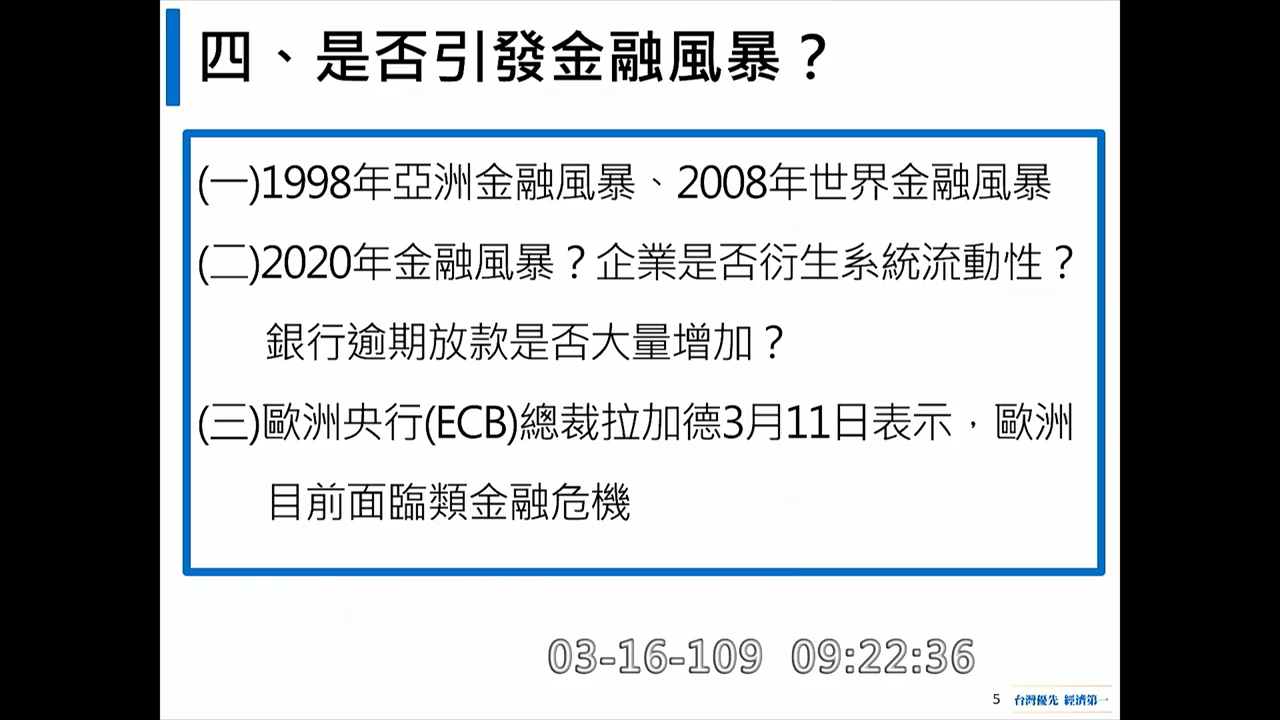 四、是否引發金融風暴？
(一)1998年亞洲金融風暴、2008年世界金融風暴
(二)2020年金融風暴？企業是否衍生系統流動性？
銀行逾期放款是否大量增加？
(三)歐洲央行(ECB)總裁拉加德3月11日表示，歐洲
目前面臨類金融危機
03-16-109 09:22:36
5 台灣優先 經濟第一